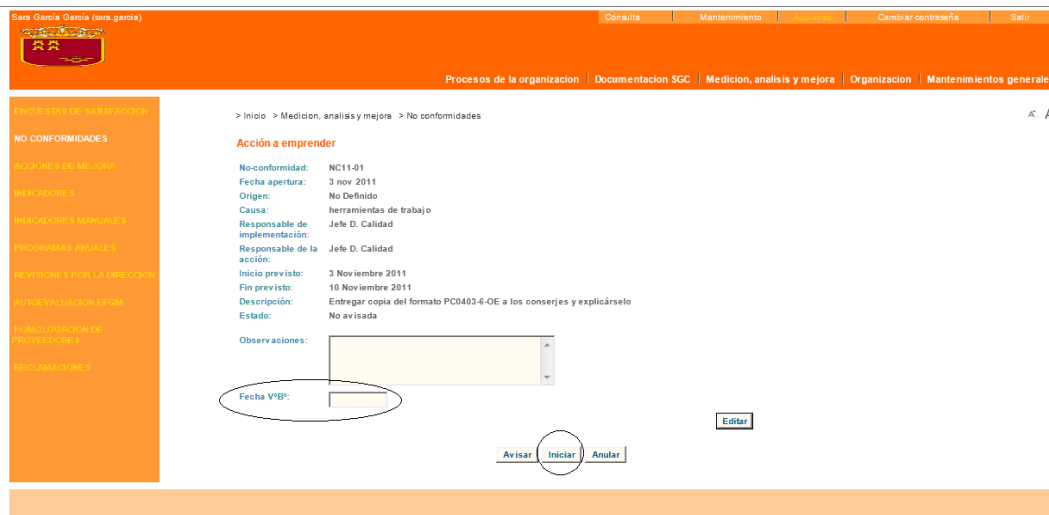 Sara García García (sara.garcia)
Consulta | Mantenimiento | Acciones | Cambiar contraseña | Salir
Procesos de la organizacion | Documentacion SGC | Medicion, analisis y mejora | Organizacion | Mantenimientos generale
ENCUESTAS DE SATISFACCION
NO CONFORMIDADES
ACCIONES DE MEJORA
INDICADORES
INDICADORES MANUALES
PROGRAMAS ANUALES
REVISIONES POR LA DIRECCION
AUTOEVALUACION EFQM
HOMOLOGACION DE
PROVEEDORES
RECLAMACIONES
> Inicio > Medicion, analisis y mejora > No conformidades
A
Acción a emprender
No-conformidad: NC11-01
Fecha apertura: 3 nov 2011
Origen: No Definido
Causa: herramientas de trabajo
Responsable de Jefe D. Calidad
implementación:
Responsable de la Jefe D. Calidad
acción:
Inicio previsto: 3 Noviembre 2011
Fin previsto: 10 Noviembre 2011
Descripción: Entregar copia del formato PC0403-6-OE a los conserjes y explicárselo
Estado: No avisada
Observaciones:
Fecha VºBº:
Editar
Avisar Iniciar Anular